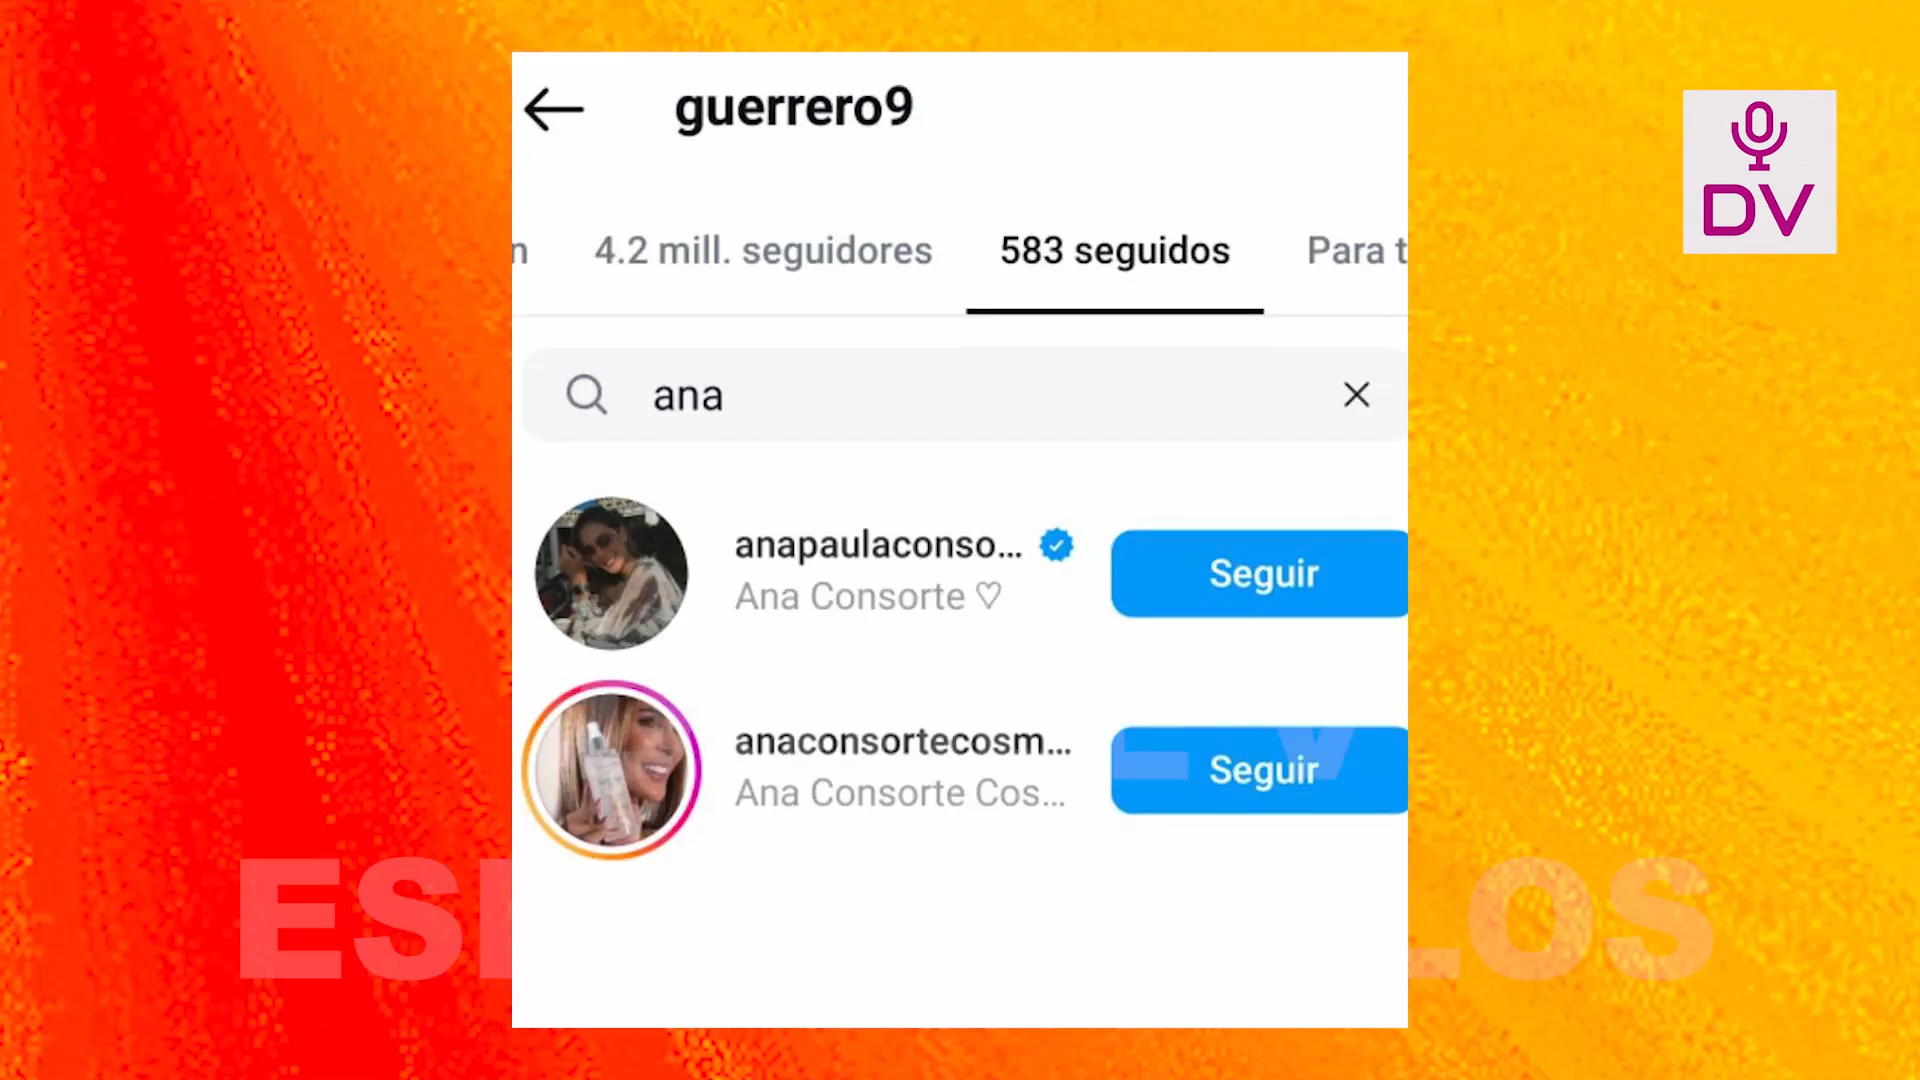 guerrero9
n 4.2 mill. seguidores 583 seguidos Para t
ana
anapaulaconso...
Ana Consorte ♡
Seguir
anaconsortecosm...
Ana Consorte Cos...
Seguir
DV